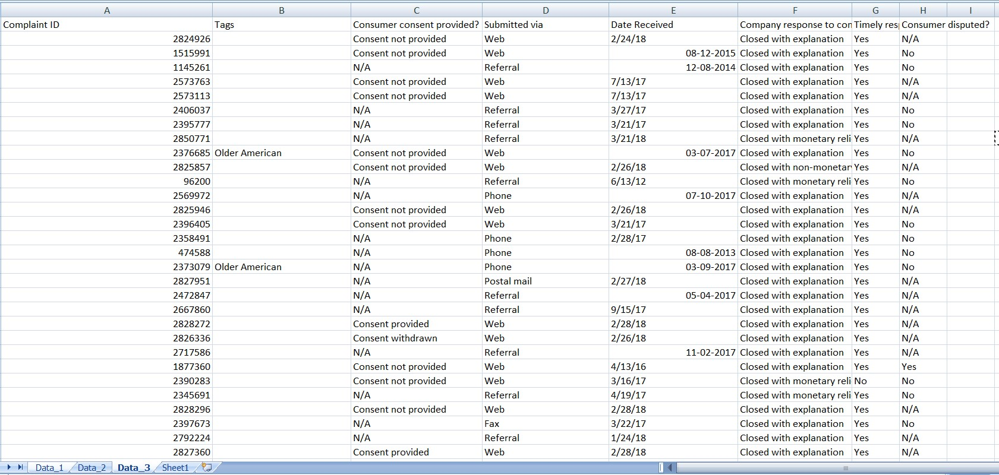 A B C D E F G H I
Complaint ID Tags Consumer consent provided? Submitted via Date Received Company response to con Timely resp Consumer disputed?
2824926 Consent not provided Web 2/24/18 Closed with explanation Yes N/A
1515991 Consent not provided Web 08-12-2015 Closed with explanation Yes No
1145261 N/A Referral 12-08-2014 Closed with explanation Yes No
2573763 Consent not provided Web 7/13/17 Closed with explanation Yes N/A
2573113 Consent not provided Web 7/13/17 Closed with explanation Yes N/A
2406037 N/A Referral 3/27/17 Closed with explanation Yes No
2395777 N/A Referral 3/21/17 Closed with explanation Yes No
2850771 N/A Referral 3/21/18 Closed with monetary reli Yes N/A
2376685 Older American Consent not provided Web 03-07-2017 Closed with explanation Yes No
2825857 Consent not provided Web 2/26/18 Closed with non-monetary Yes N/A
96200 N/A Referral 6/13/12 Closed with monetary reli Yes No
2569972 N/A Phone 07-10-2017 Closed with explanation Yes N/A
2825946 Consent not provided Web 2/26/18 Closed with explanation Yes N/A
2396405 Consent not provided Web 3/21/17 Closed with explanation Yes No
2358491 N/A Phone 2/28/17 Closed with explanation Yes No
474588 N/A Phone 08-08-2013 Closed with explanation Yes No
2373079 Older American N/A Phone 03-09-2017 Closed with explanation Yes No
2827951 N/A Postal mail 2/27/18 Closed with explanation Yes N/A
2472847 N/A Referral 05-04-2017 Closed with explanation Yes N/A
2667860 N/A Referral 9/15/17 Closed with explanation Yes N/A
2828272 Consent provided Web 2/28/18 Closed with explanation Yes N/A
2826336 Consent withdrawn Web 2/26/18 Closed with explanation Yes N/A
2717586 N/A Referral 11-02-2017 Closed with explanation Yes N/A
1877360 Consent not provided Web 4/13/16 Closed with explanation Yes Yes
2390283 Consent not provided Web 3/16/17 Closed with monetary reli No No
2345691 N/A Referral 4/19/17 Closed with monetary reli Yes No
2828296 Consent not provided Web 2/28/18 Closed with explanation Yes N/A
2397673 N/A Fax 3/22/17 Closed with explanation Yes No
2792224 N/A Referral 1/24/18 Closed with explanation Yes N/A
2827360 Consent provided Web 2/28/18 Closed with explanation Yes N/A
Data_1 Data_2 Data_3 Sheet1